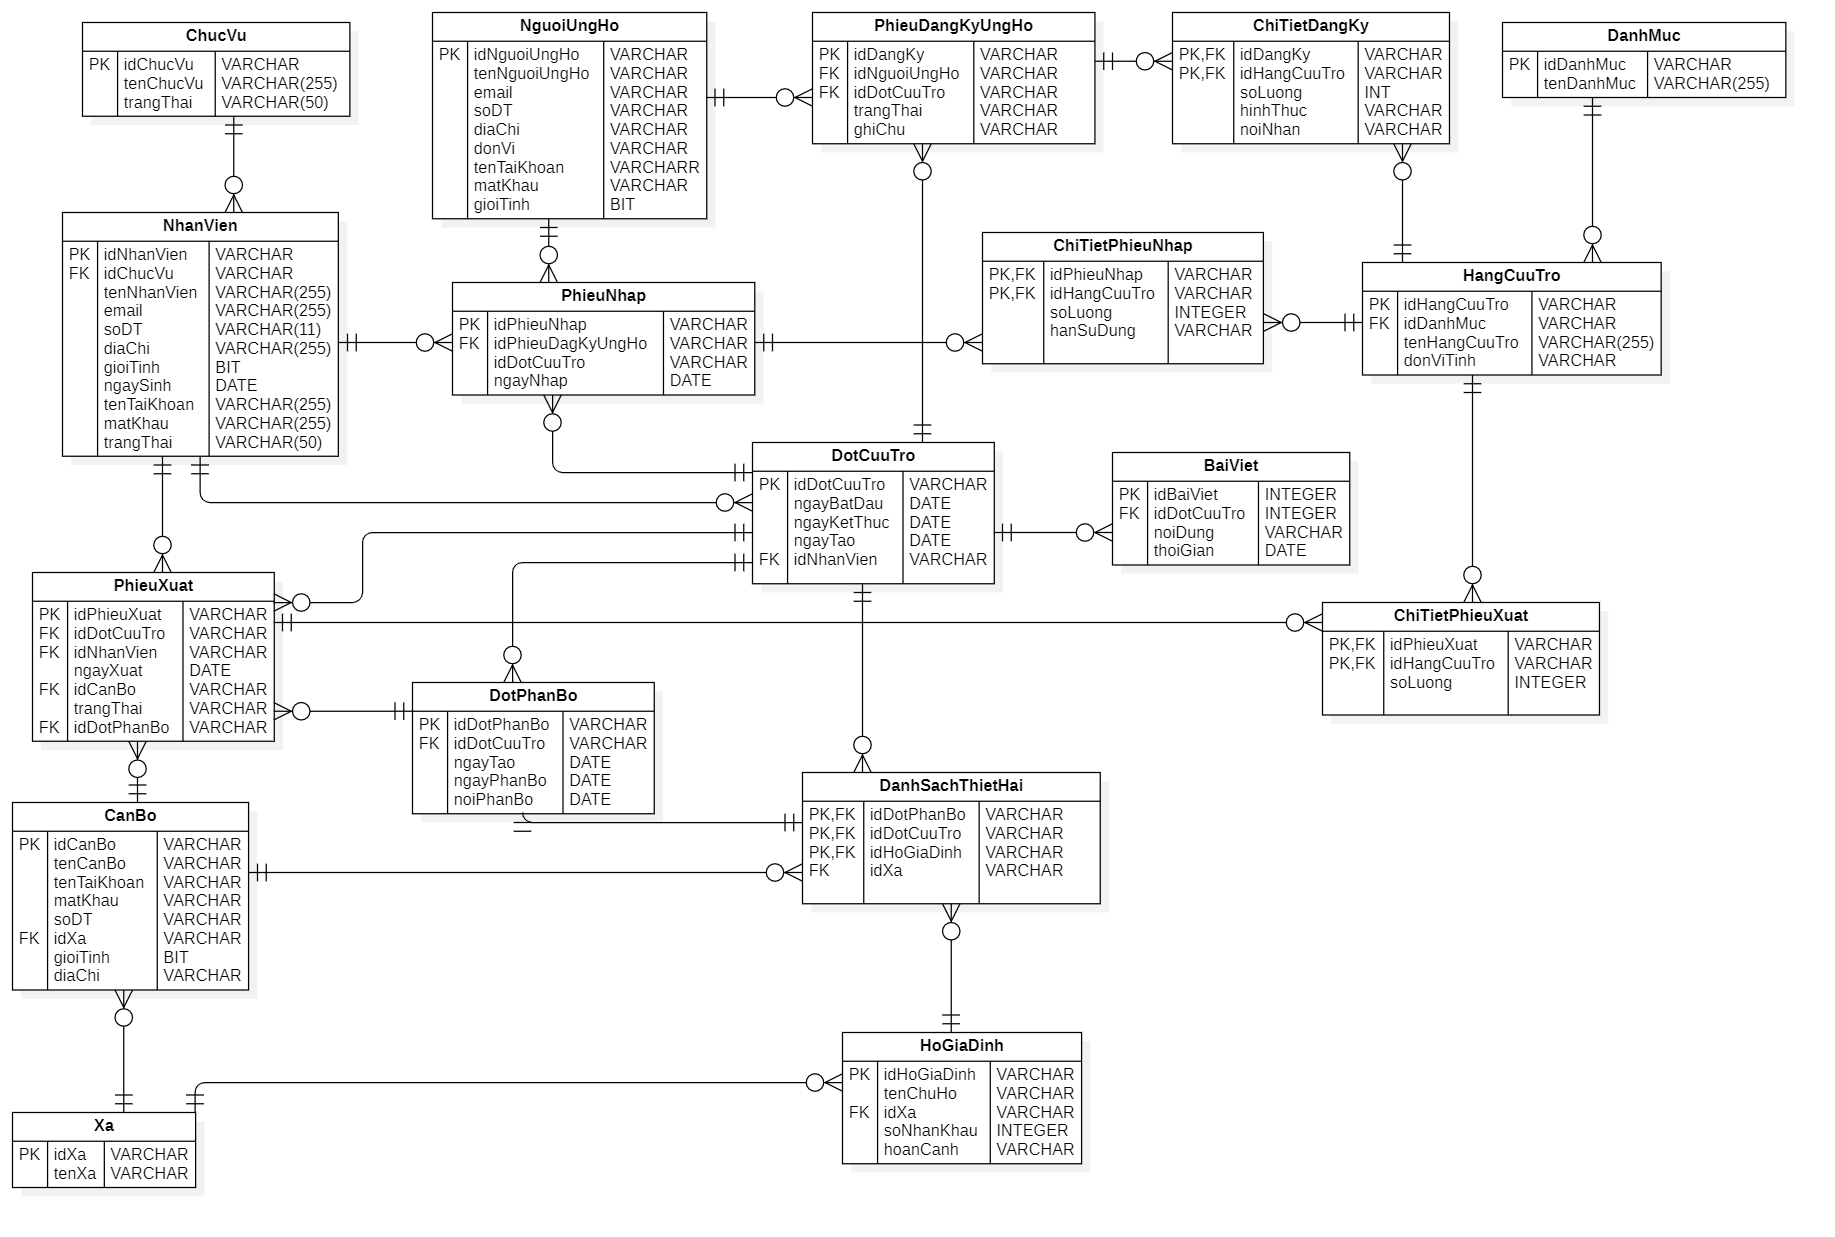 ChucVu
PK idChucVu VARCHAR
tenChucVu VARCHAR(255)
trangThai VARCHAR(50)
NguoiUngHo
PK idNguoiUngHo VARCHAR
tenNguoiUngHo VARCHAR
email VARCHAR
soDT VARCHAR
diaChi VARCHAR
donVi VARCHAR
tenTaiKhoan VARCHARR
matKhau VARCHAR
gioiTinh BIT
PhieuDangKyUngHo
PK idDangKy VARCHAR
FK idNguoiUngHo VARCHAR
FK idDotCuuTro VARCHAR
trangThai VARCHAR
ghiChu VARCHAR
ChiTietDangKy
PK,FK idDangKy VARCHAR
PK,FK idHangCuuTro VARCHAR
soLuong INT
hinhThuc VARCHAR
noiNhan VARCHAR
DanhMuc
PK idDanhMuc VARCHAR
tenDanhMuc VARCHAR(255)
NhanVien
PK idNhanVien VARCHAR
FK idChucVu VARCHAR
tenNhanVien VARCHAR(255)
email VARCHAR(255)
soDT VARCHAR(11)
diaChi VARCHAR(255)
gioiTinh BIT
ngaySinh DATE
tenTaiKhoan VARCHAR(255)
matKhau VARCHAR(255)
trangThai VARCHAR(50)
PhieuNhap
PK idPhieuNhap VARCHAR
FK idPhieuDagKyUngHo VARCHAR
idDotCuuTro VARCHAR
ngayNhap DATE
ChiTietPhieuNhap
PK,FK idPhieuNhap VARCHAR
PK,FK idHangCuuTro VARCHAR
soLuong INTEGER
hanSuDung VARCHAR
HangCuuTro
PK idHangCuuTro VARCHAR
FK idDanhMuc VARCHAR
tenHangCuuTro VARCHAR(255)
donViTinh VARCHAR
DotCuuTro
PK idDotCuuTro VARCHAR
ngayBatDau DATE
ngayKetThuc DATE
ngayTao DATE
FK idNhanVien VARCHAR
BaiViet
PK idBaiViet INTEGER
FK idDotCuuTro INTEGER
noiDung VARCHAR
thoiGian DATE
PhieuXuat
PK idPhieuXuat VARCHAR
FK idDotCuuTro VARCHAR
FK idNhanVien VARCHAR
ngayXuat DATE
FK idCanBo VARCHAR
trangThai VARCHAR
FK idDotPhanBo VARCHAR
ChiTietPhieuXuat
PK,FK idPhieuXuat VARCHAR
PK,FK idHangCuuTro VARCHAR
soLuong INTEGER
DotPhanBo
PK idDotPhanBo VARCHAR
FK idDotCuuTro VARCHAR
ngayTao DATE
ngayPhanBo DATE
noiPhanBo DATE
DanhSachThietHai
PK,FK idDotPhanBo VARCHAR
PK,FK idDotCuuTro VARCHAR
PK,FK idHoGiaDinh VARCHAR
FK idXa VARCHAR
CanBo
PK idCanBo VARCHAR
tenCanBo VARCHAR
tenTaiKhoan VARCHAR
matKhau VARCHAR
soDT VARCHAR
FK idXa VARCHAR
gioiTinh BIT
diaChi VARCHAR
HoGiaDinh
PK idHoGiaDinh VARCHAR
tenChuHo VARCHAR
FK idXa VARCHAR
soNhanKhau INTEGER
hoanCanh VARCHAR
Xa
PK idXa VARCHAR
tenXa VARCHAR